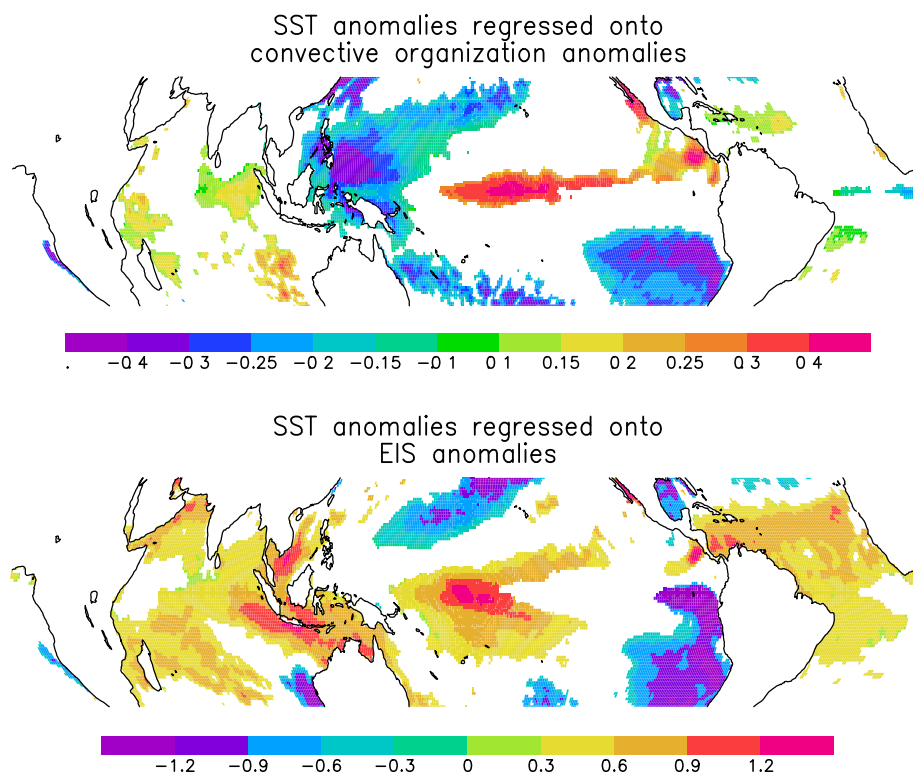 SST anomalies regressed onto
convective organization anomalies
. −0.4 −0.3 −0.25 −0.2 −0.15 −0.1 0.1 0.15 0.2 0.25 0.3 0.4
SST anomalies regressed onto
EIS anomalies
−1.2 −0.9 −0.6 −0.3 0 0.3 0.6 0.9 1.2